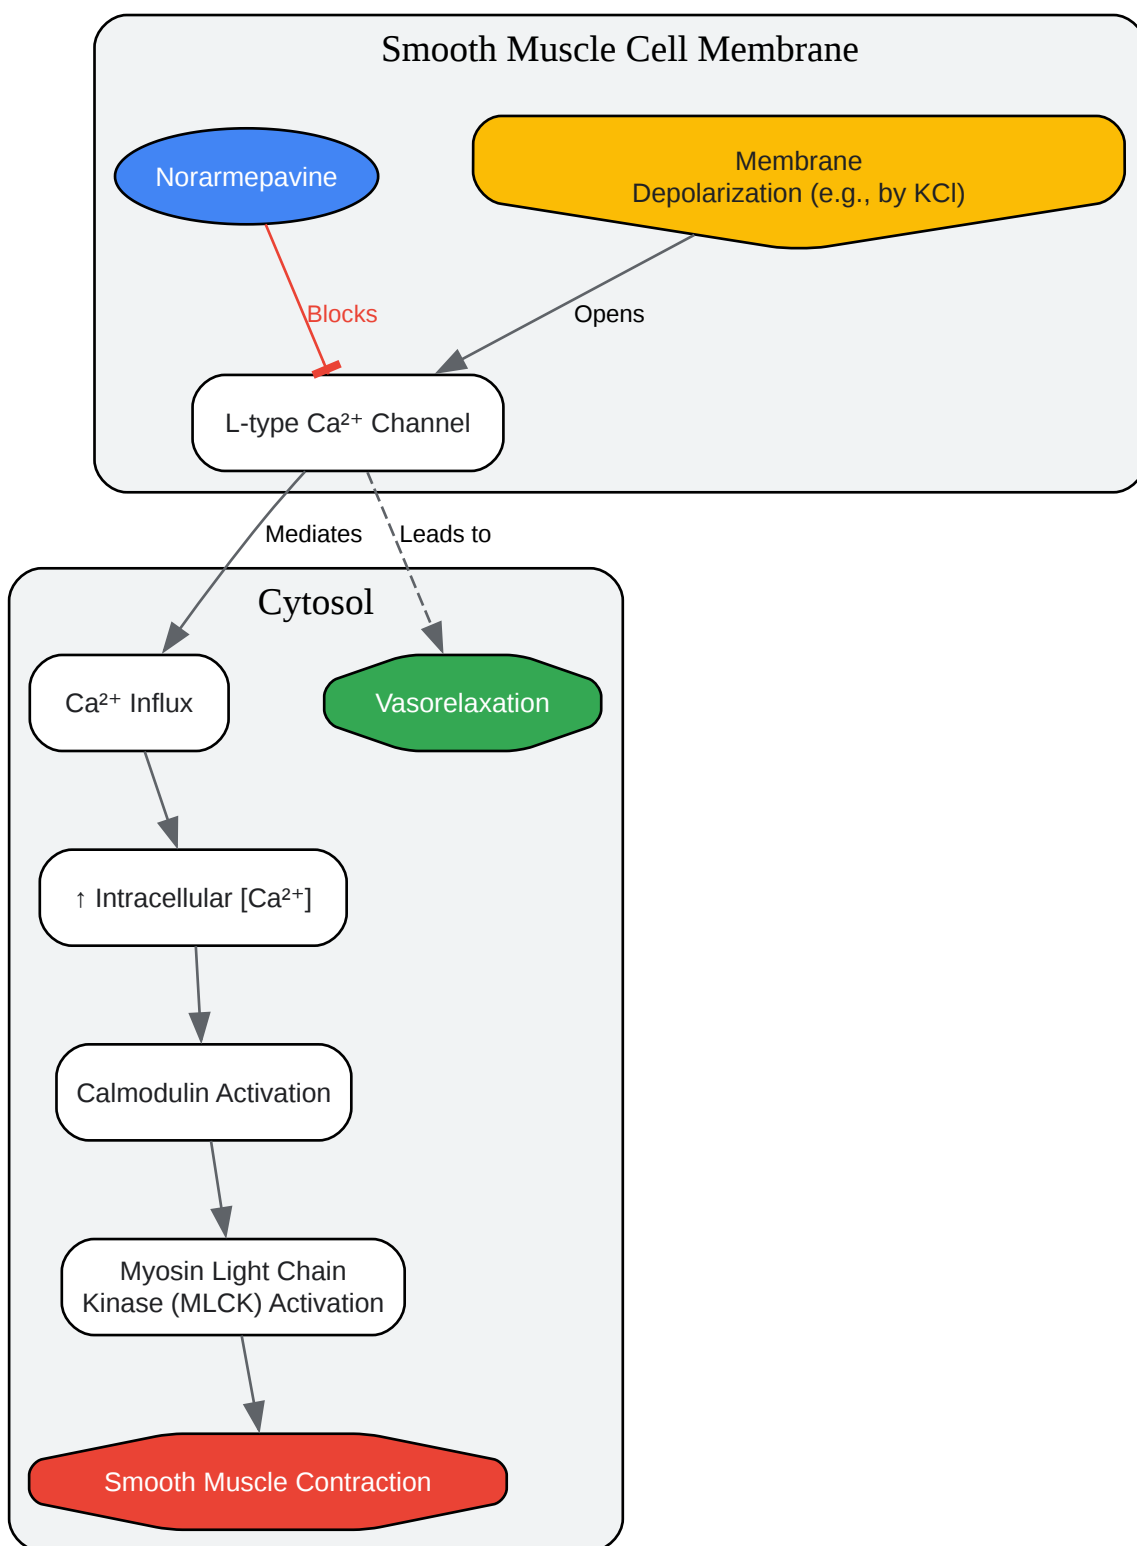 Smooth Muscle Cell Membrane
Norarmepavine
Membrane
Depolarization (e.g., by KCl)
Blocks
Opens
L-type Ca²⁺ Channel
Mediates
Leads to
Cytosol
Ca²⁺ Influx
Vasorelaxation
↑ Intracellular [Ca²⁺]
Calmodulin Activation
Myosin Light Chain
Kinase (MLCK) Activation
Smooth Muscle Contraction